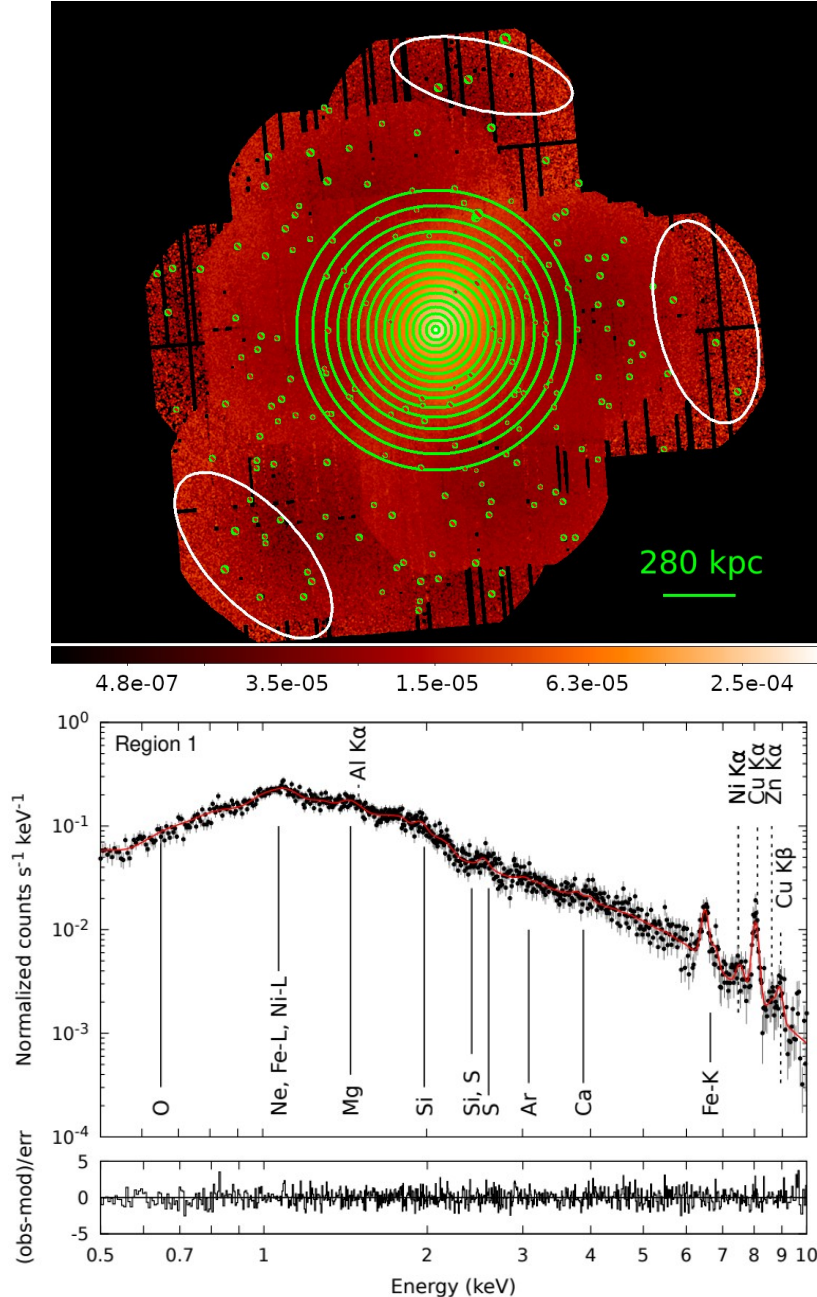 280 kpc
4.8e-07 3.5e-05 1.5e-05 6.3e-05 2.5e-04
Region 1
Al Kα
Ni Kα
Cu Kα
Zn Kα
Cu Kβ
O
Ne, Fe-L, Ni-L
Mg
Si
Si, S
S
Ar
Ca
Fe-K
Normalized counts s⁻¹ keV⁻¹
10⁰
10⁻¹
10⁻²
10⁻³
10⁻⁴
(obs-mod)/err
5
0
-5
0.5 0.7 1 2 3 4 5 6 7 8 9 10
Energy (keV)